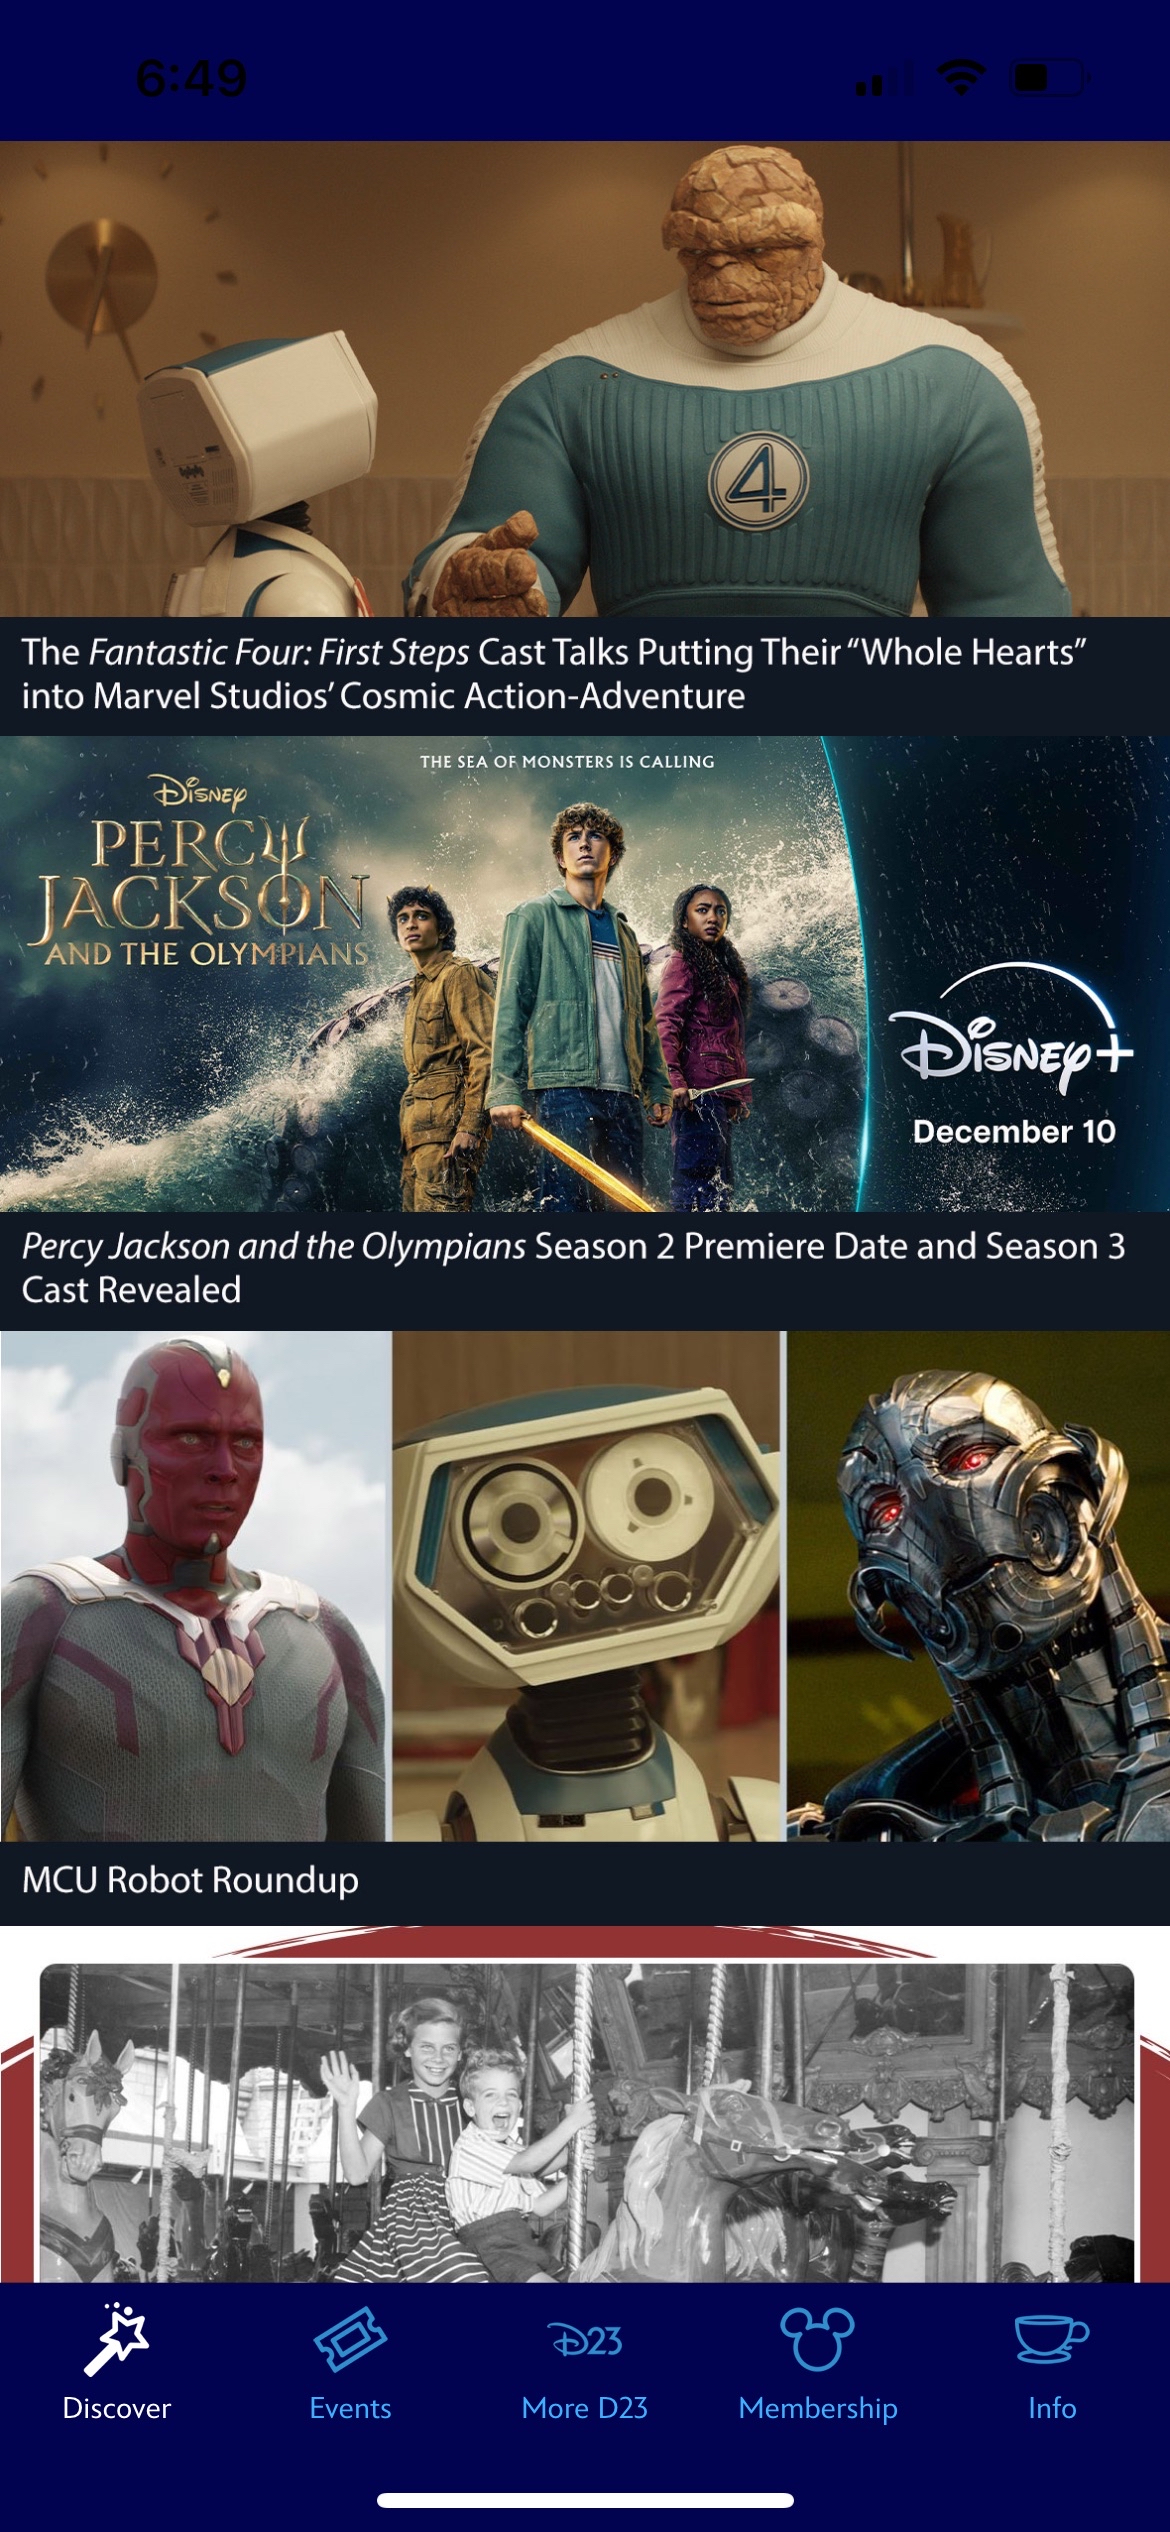 6:49
4
The Fantastic Four: First Steps Cast Talks Putting Their “Whole Hearts”
into Marvel Studios’ Cosmic Action-Adventure
THE SEA OF MONSTERS IS CALLING
Disney
PERCY
JACKSON
AND THE OLYMPIANS
Disney+
December 10
Percy Jackson and the Olympians Season 2 Premiere Date and Season 3
Cast Revealed
MCU Robot Roundup
D23
Discover
Events
More D23
Membership
Info